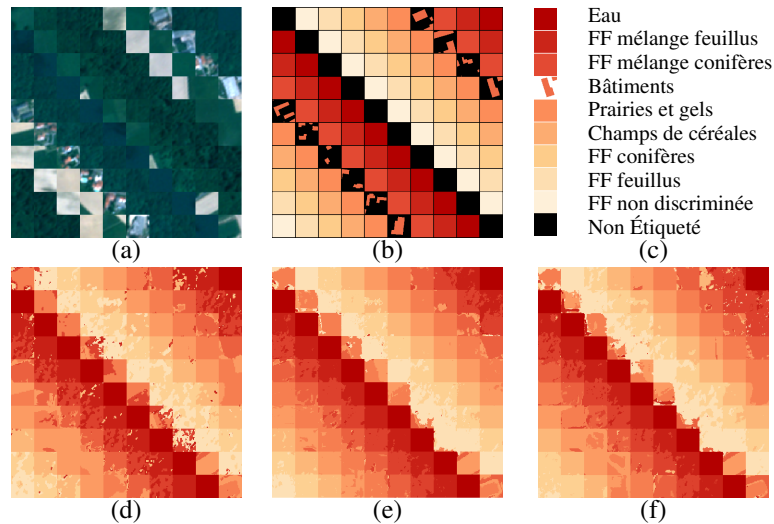 Eau
FF mélange feuillus
FF mélange conifères
Bâtiments
Prairies et gels
Champs de céréales
FF conifères
FF feuillus
FF non discriminée
Non Étiqueté
(a)
(b)
(c)
(d)
(e)
(f)